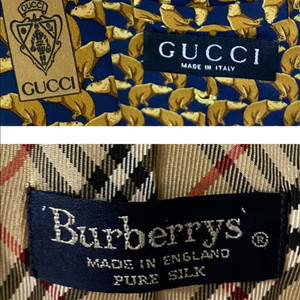 GUCCI
GUCCI
MADE IN ITALY
Burberrys®
MADE IN ENGLAND
PURE SILK